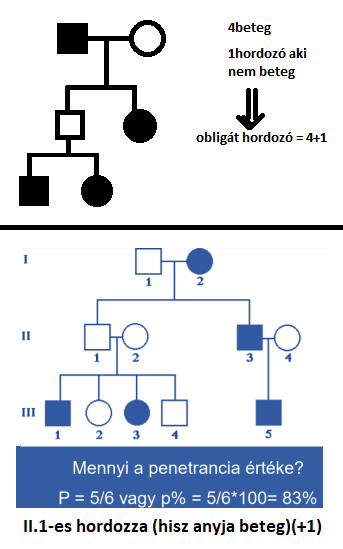 4beteg
1hordozó aki
nem beteg
obligát hordozó = 4+1
I
1
2
II
1
2
3
4
III
1
2
3
4
5
Mennyi a penetrancia értéke?
P = 5/6 vagy p% = 5/6*100= 83%
II.1-es hordozza (hisz anyja beteg)(+1)